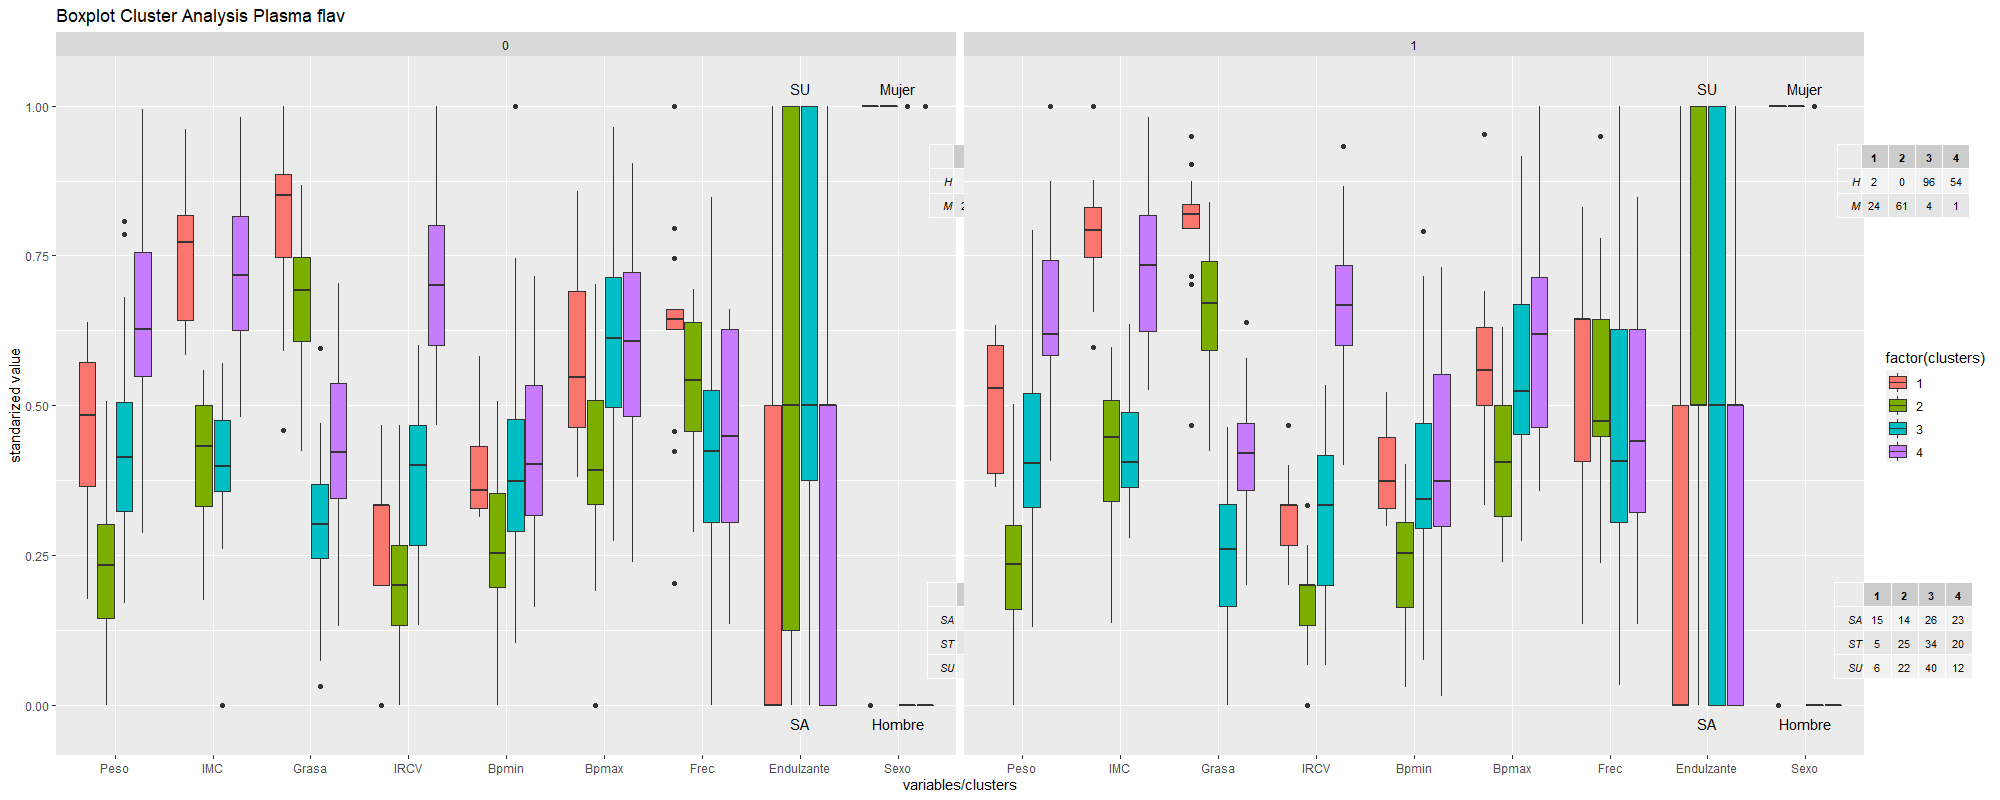 Boxplot Cluster Analysis Plasma flav
0
1
standarized value
1.00
0.75
0.50
0.25
0.00
SU
Mujer
SA
Hombre
H
M
SA
ST
SU
SU
Mujer
SA
Hombre
1 2 3 4
H 2 0 96 54
M 24 61 4 1
1 2 3 4
SA 15 14 26 23
ST 5 25 34 20
SU 6 22 40 12
Peso IMC Grasa IRCV Bpmin Bpmax Frec Endulzante Sexo
Peso IMC Grasa IRCV Bpmin Bpmax Frec Endulzante Sexo
variables/clusters
factor(clusters)
1
2
3
4